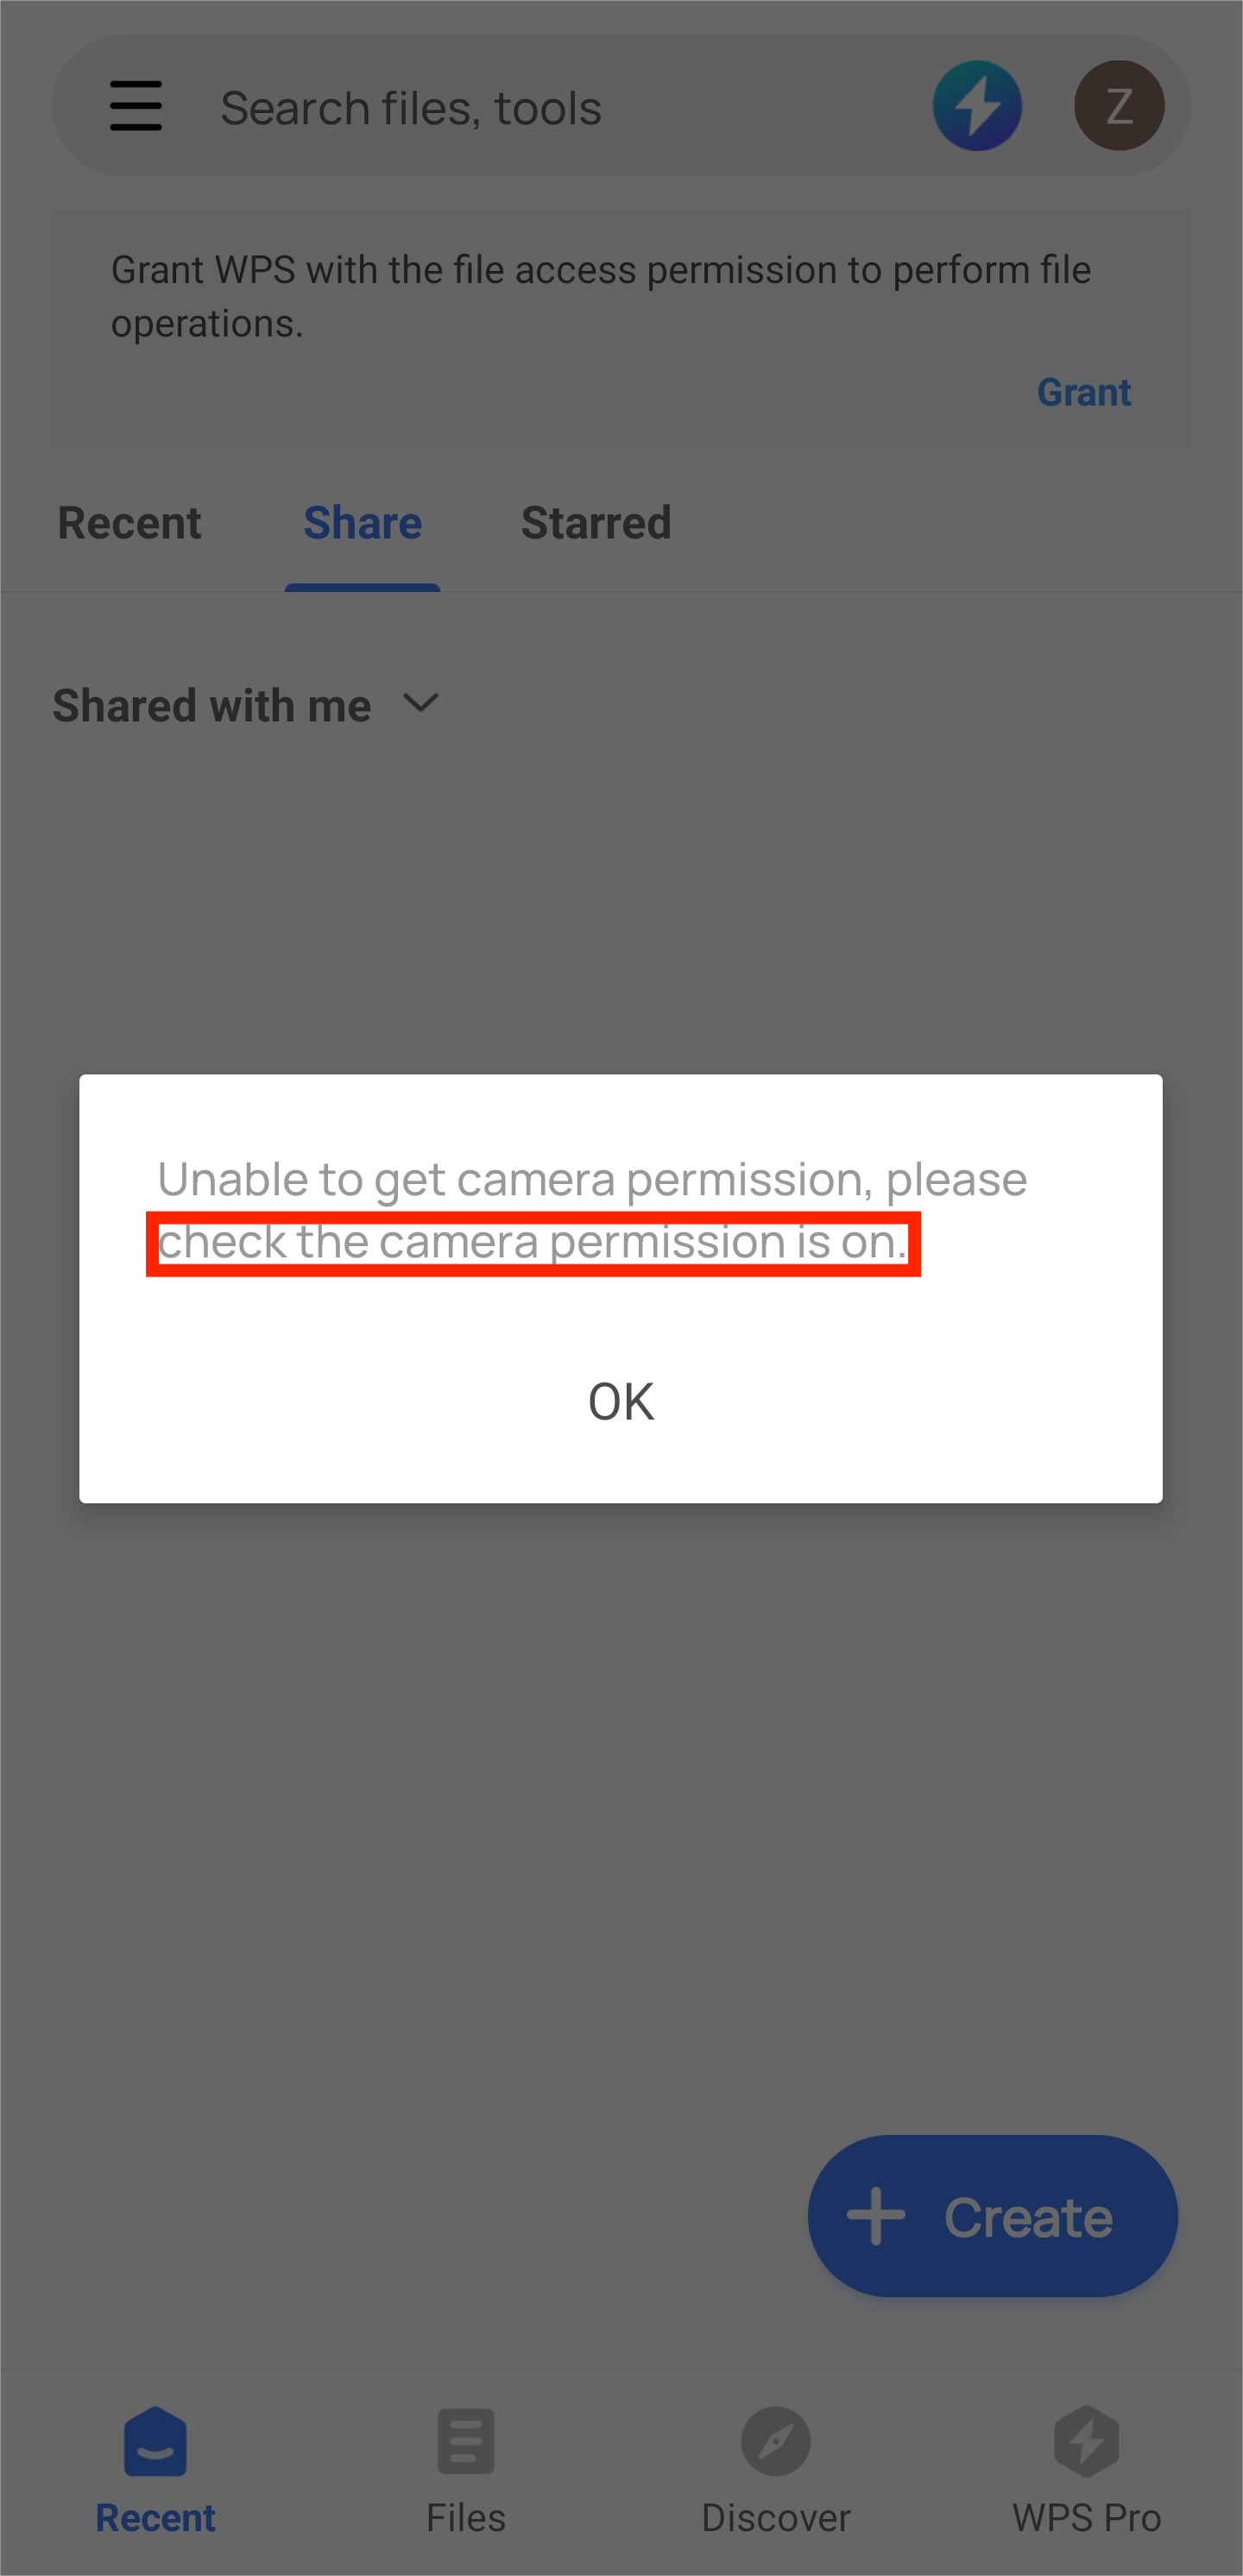 Search files, tools
Z
Grant WPS with the file access permission to perform file
operations.
Grant
Recent Share Starred
Shared with me
Unable to get camera permission, please
check the camera permission is on.
OK
Create
Recent Files Discover WPS Pro